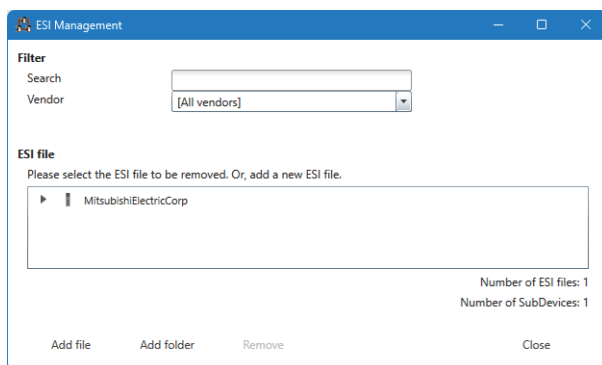 ESI Management
Filter
Search
Vendor [All vendors]
ESI file
Please select the ESI file to be removed. Or, add a new ESI file.
MitsubishiElectricCorp
Number of ESI files: 1
Number of SubDevices: 1
Add file Add folder Remove Close